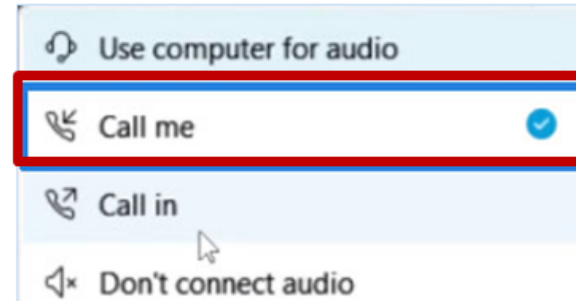 Use computer for audio
Call me
Call in
Don't connect audio